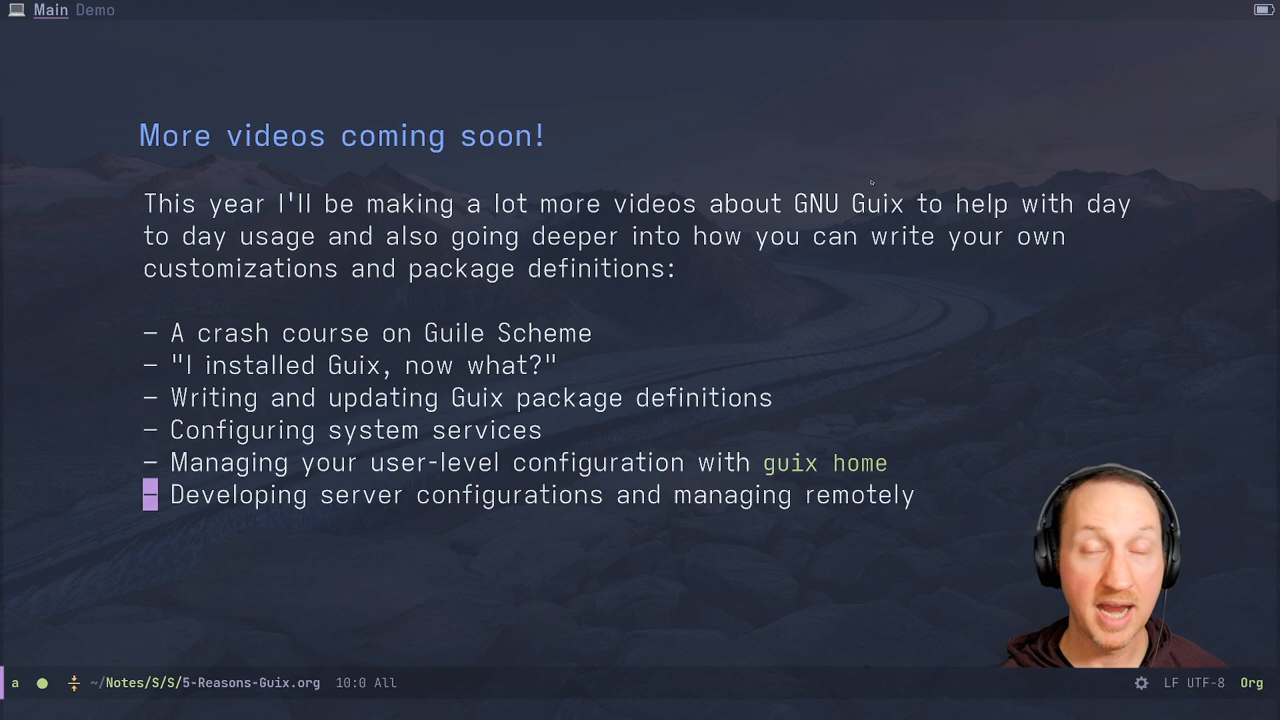 Main Demo
More videos coming soon!
This year I'll be making a lot more videos about GNU Guix to help with day
to day usage and also going deeper into how you can write your own
customizations and package definitions:
– A crash course on Guile Scheme
– "I installed Guix, now what?"
– Writing and updating Guix package definitions
– Configuring system services
– Managing your user-level configuration with guix home
– Developing server configurations and managing remotely
a ~/Notes/S/S/5-Reasons-Guix.org 10:0 All LF UTF-8 Org